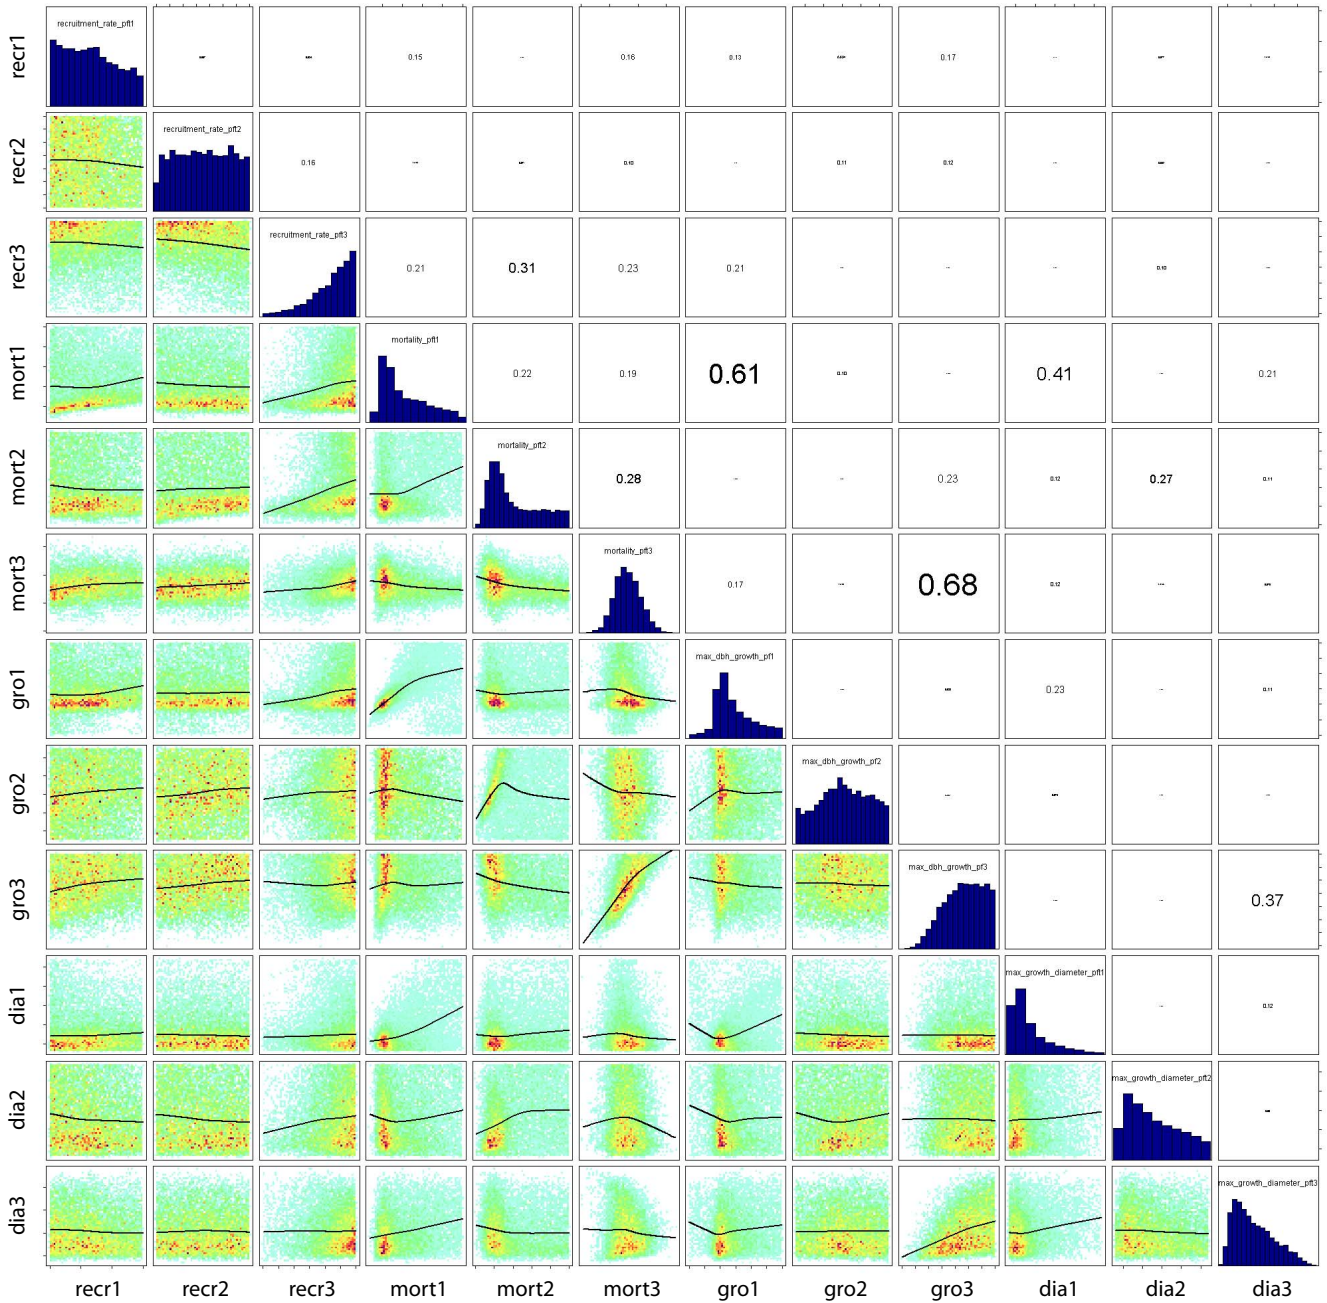 recr1
recruitment_rate_pft1
0.15
0.16
0.13
0.17
recr2
recruitment_rate_pft2
0.16
0.10
0.11
0.12
recr3
recruitment_rate_pft3
0.21
0.31
0.23
0.21
0.10
mort1
mortality_pft1
0.22
0.19
0.61
0.10
0.41
0.21
mort2
mortality_pft2
0.28
0.23
0.12
0.27
0.11
mort3
mortality_pft3
0.17
0.68
0.12
gro1
max_dbh_growth_pf1
0.23
0.11
gro2
max_dbh_growth_pf2
gro3
max_dbh_growth_pf3
0.37
dia1
max_growth_diameter_pft1
0.12
dia2
max_growth_diameter_pft2
dia3
max_growth_diameter_pft3
recr1 recr2 recr3 mort1 mort2 mort3 gro1 gro2 gro3 dia1 dia2 dia3